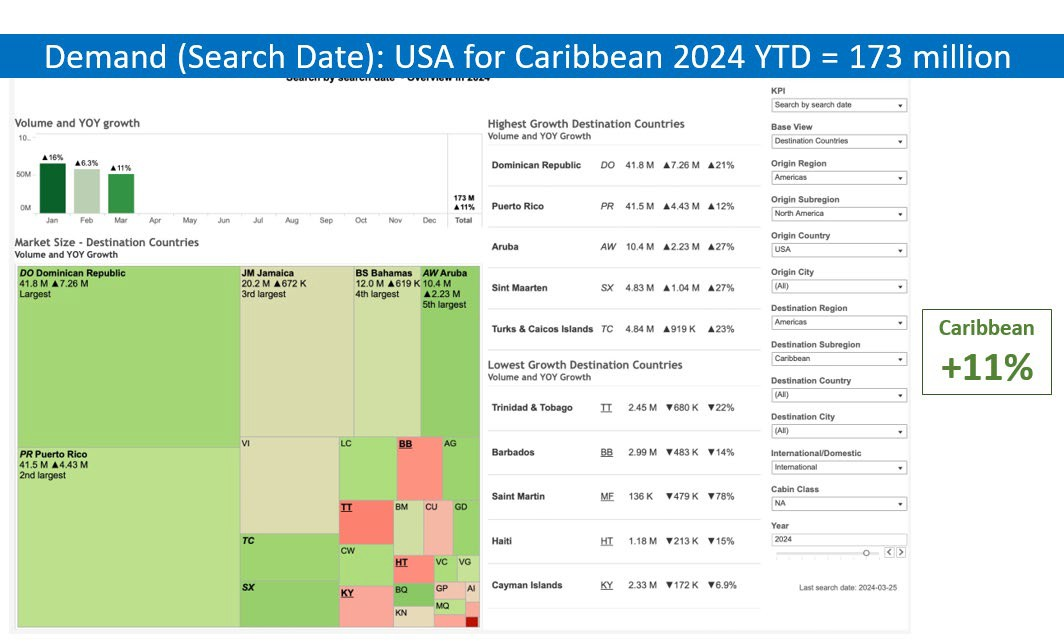 Demand (Search Date): USA for Caribbean 2024 YTD = 173 million
Search by search date - Overview in 2024
Volume and YOY growth
10..
50M
0M
▲16%
▲6.3%
▲11%
173 M
▲11%
Jan Feb Mar Apr May Jun Jul Aug Sep Oct Nov Dec Total
Market Size - Destination Countries
Volume and YOY Growth
DO Dominican Republic
41.8 M ▲7.26 M
Largest
JM Jamaica
20.2 M ▲672 K
3rd largest
BS Bahamas
12.0 M ▲619 K
4th largest
AW Aruba
10.4 M
▲2.23 M
5th largest
PR Puerto Rico
41.5 M ▲4.43 M
2nd largest
VI
LC
BB
AG
TT
BM
CU
GD
TC
CW
HT
VC
VG
SX
KY
BQ
GP
AI
KN
MQ
Highest Growth Destination Countries
Volume and YOY Growth
Dominican Republic DO 41.8 M ▲7.26 M ▲21%
Puerto Rico PR 41.5 M ▲4.43 M ▲12%
Aruba AW 10.4 M ▲2.23 M ▲27%
Sint Maarten SX 4.83 M ▲1.04 M ▲27%
Turks & Caicos Islands TC 4.84 M ▲919 K ▲23%
Lowest Growth Destination Countries
Volume and YOY Growth
Trinidad & Tobago TT 2.45 M ▼680 K ▼22%
Barbados BB 2.99 M ▼483 K ▼14%
Saint Martin MF 136 K ▼479 K ▼78%
Haiti HT 1.18 M ▼213 K ▼15%
Cayman Islands KY 2.33 M ▼172 K ▼6.9%
KPI
Search by search date
Base View
Destination Countries
Origin Region
Americas
Origin Subregion
North America
Origin Country
USA
Origin City
(All)
Destination Region
Americas
Destination Subregion
Caribbean
Destination Country
(All)
Destination City
(All)
International/Domestic
International
Cabin Class
NA
Year
2024
Last search date: 2024-03-25
Caribbean
+11%